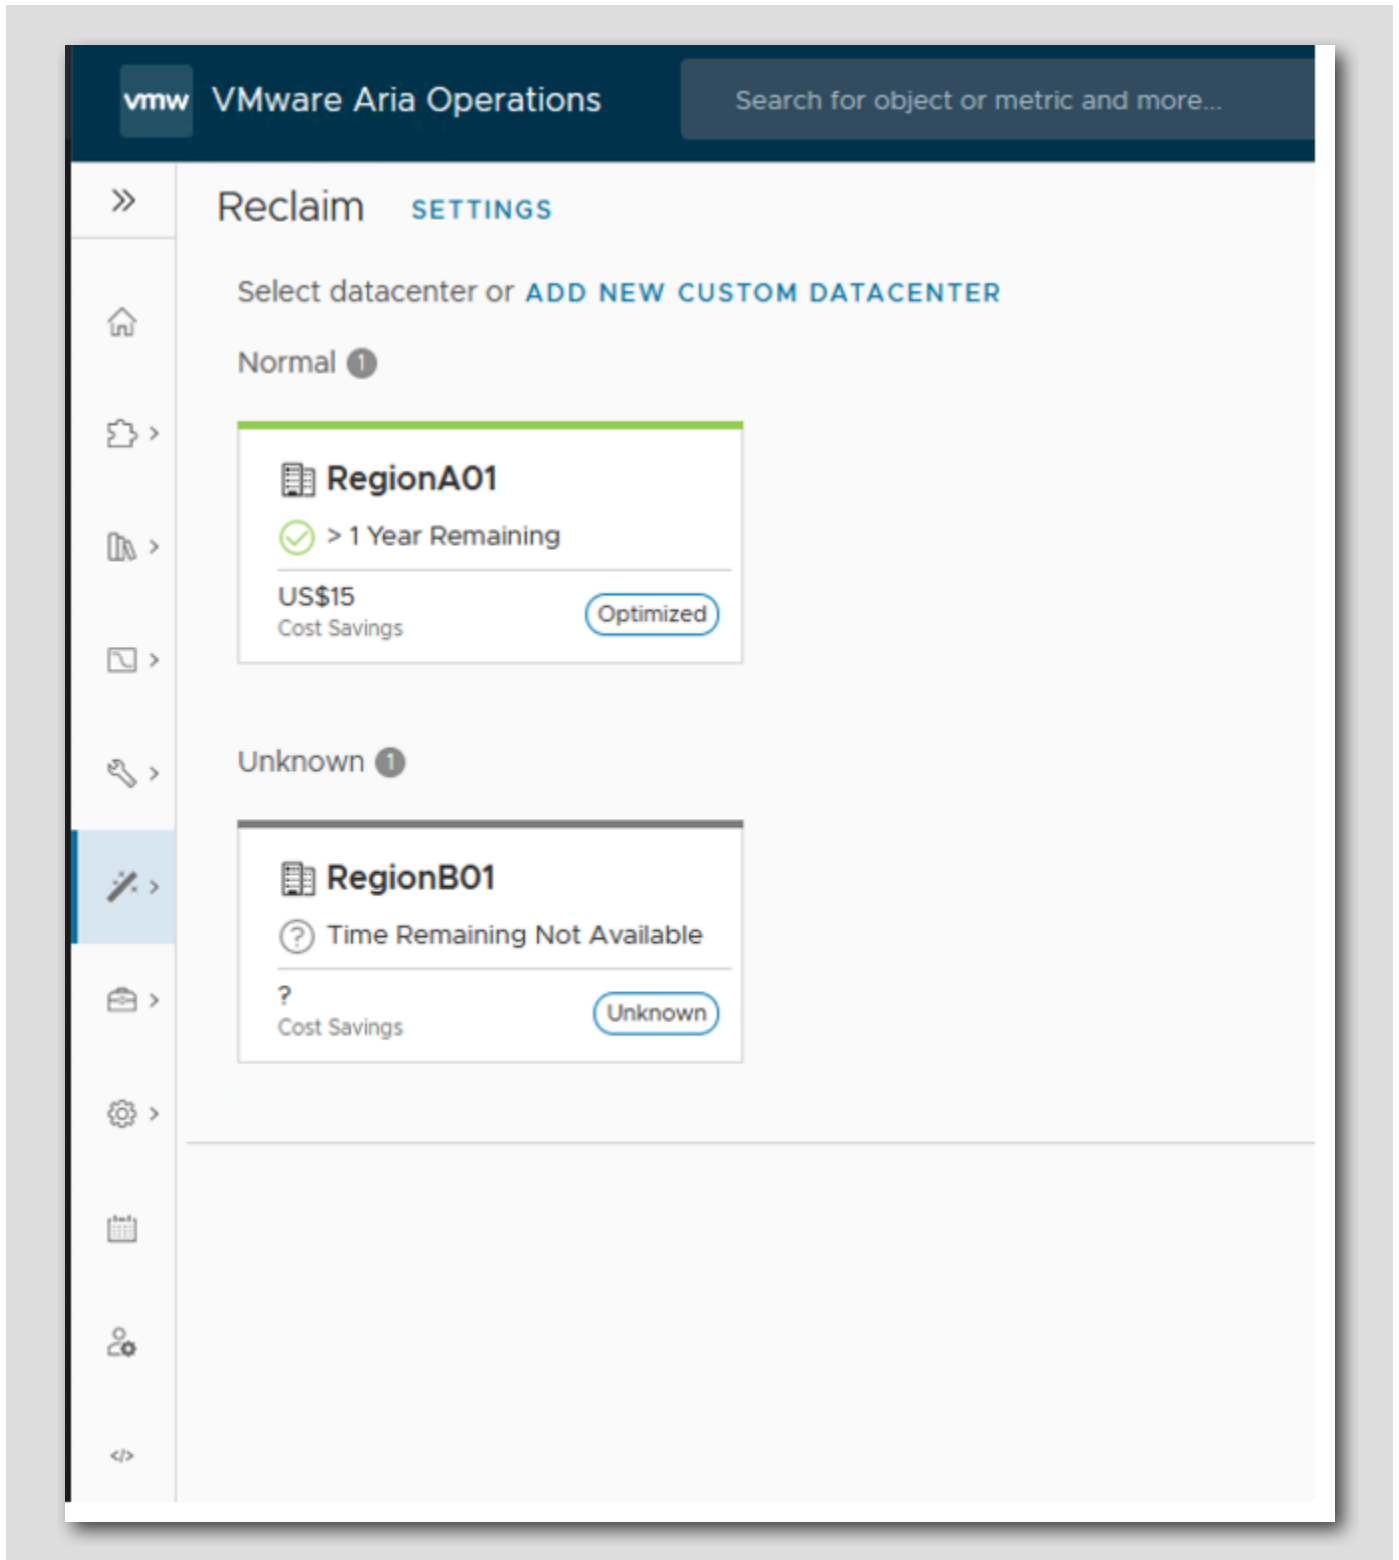 vmw VMware Aria Operations Search for object or metric and more...
Reclaim SETTINGS
Select datacenter or ADD NEW CUSTOM DATACENTER
Normal 1
RegionA01
> 1 Year Remaining
US$15
Cost Savings
Optimized
Unknown 1
RegionB01
? Time Remaining Not Available
?
Cost Savings
Unknown